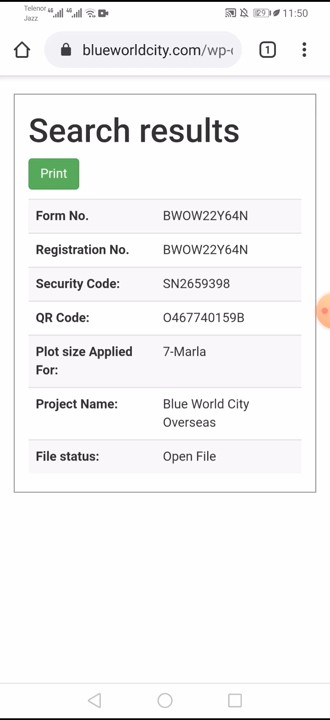 Telenor
Jazz
11:50
blueworldcity.com/wp-c
1
Search results
Print
Form No. BWOW22Y64N
Registration No. BWOW22Y64N
Security Code: SN2659398
QR Code: O467740159B
Plot size Applied For: 7-Marla
Project Name: Blue World City Overseas
File status: Open File